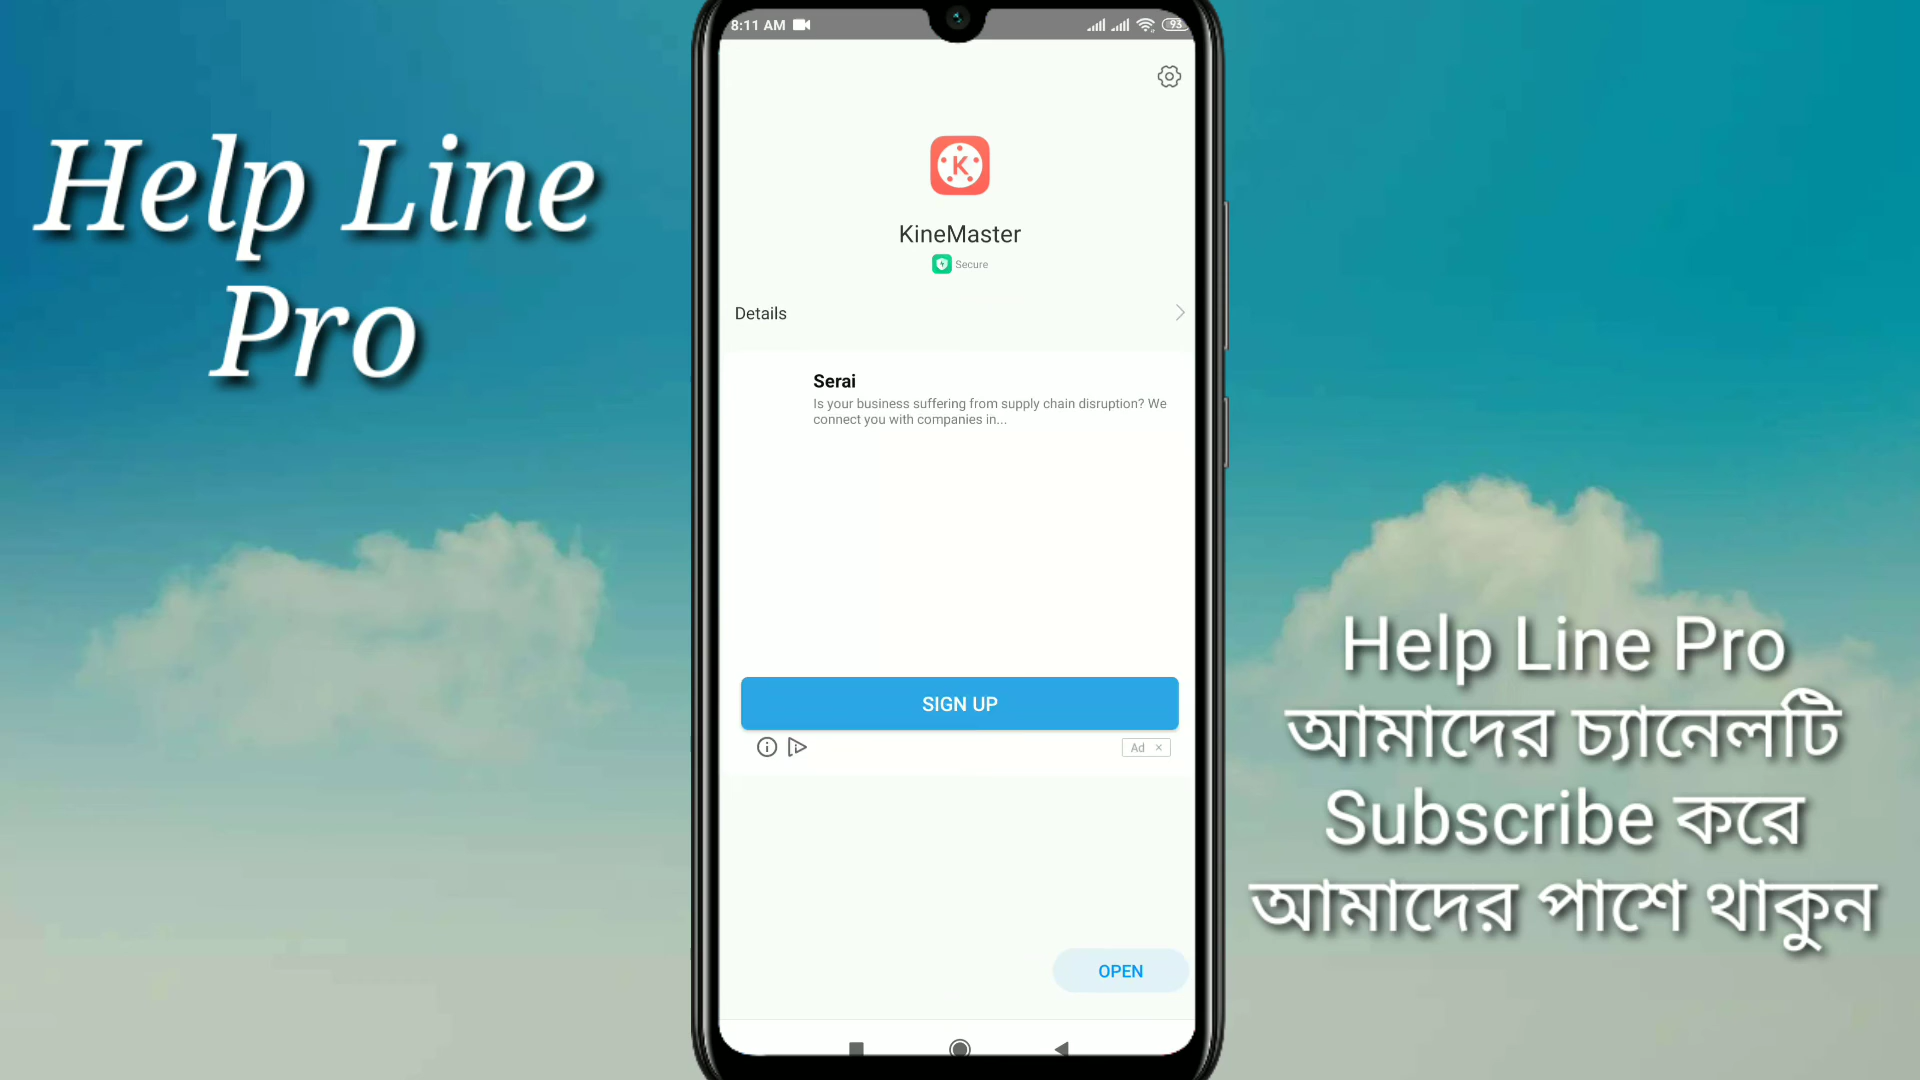 Help Line
Pro
8:11 AM
93
K
KineMaster
Secure
Details
Serai
Is your business suffering from supply chain disruption? We
connect you with companies in...
SIGN UP
Ad
OPEN
Help Line Pro
আমাদের চ্যানেলটি
Subscribe করে
আমাদের পাশে থাকুন